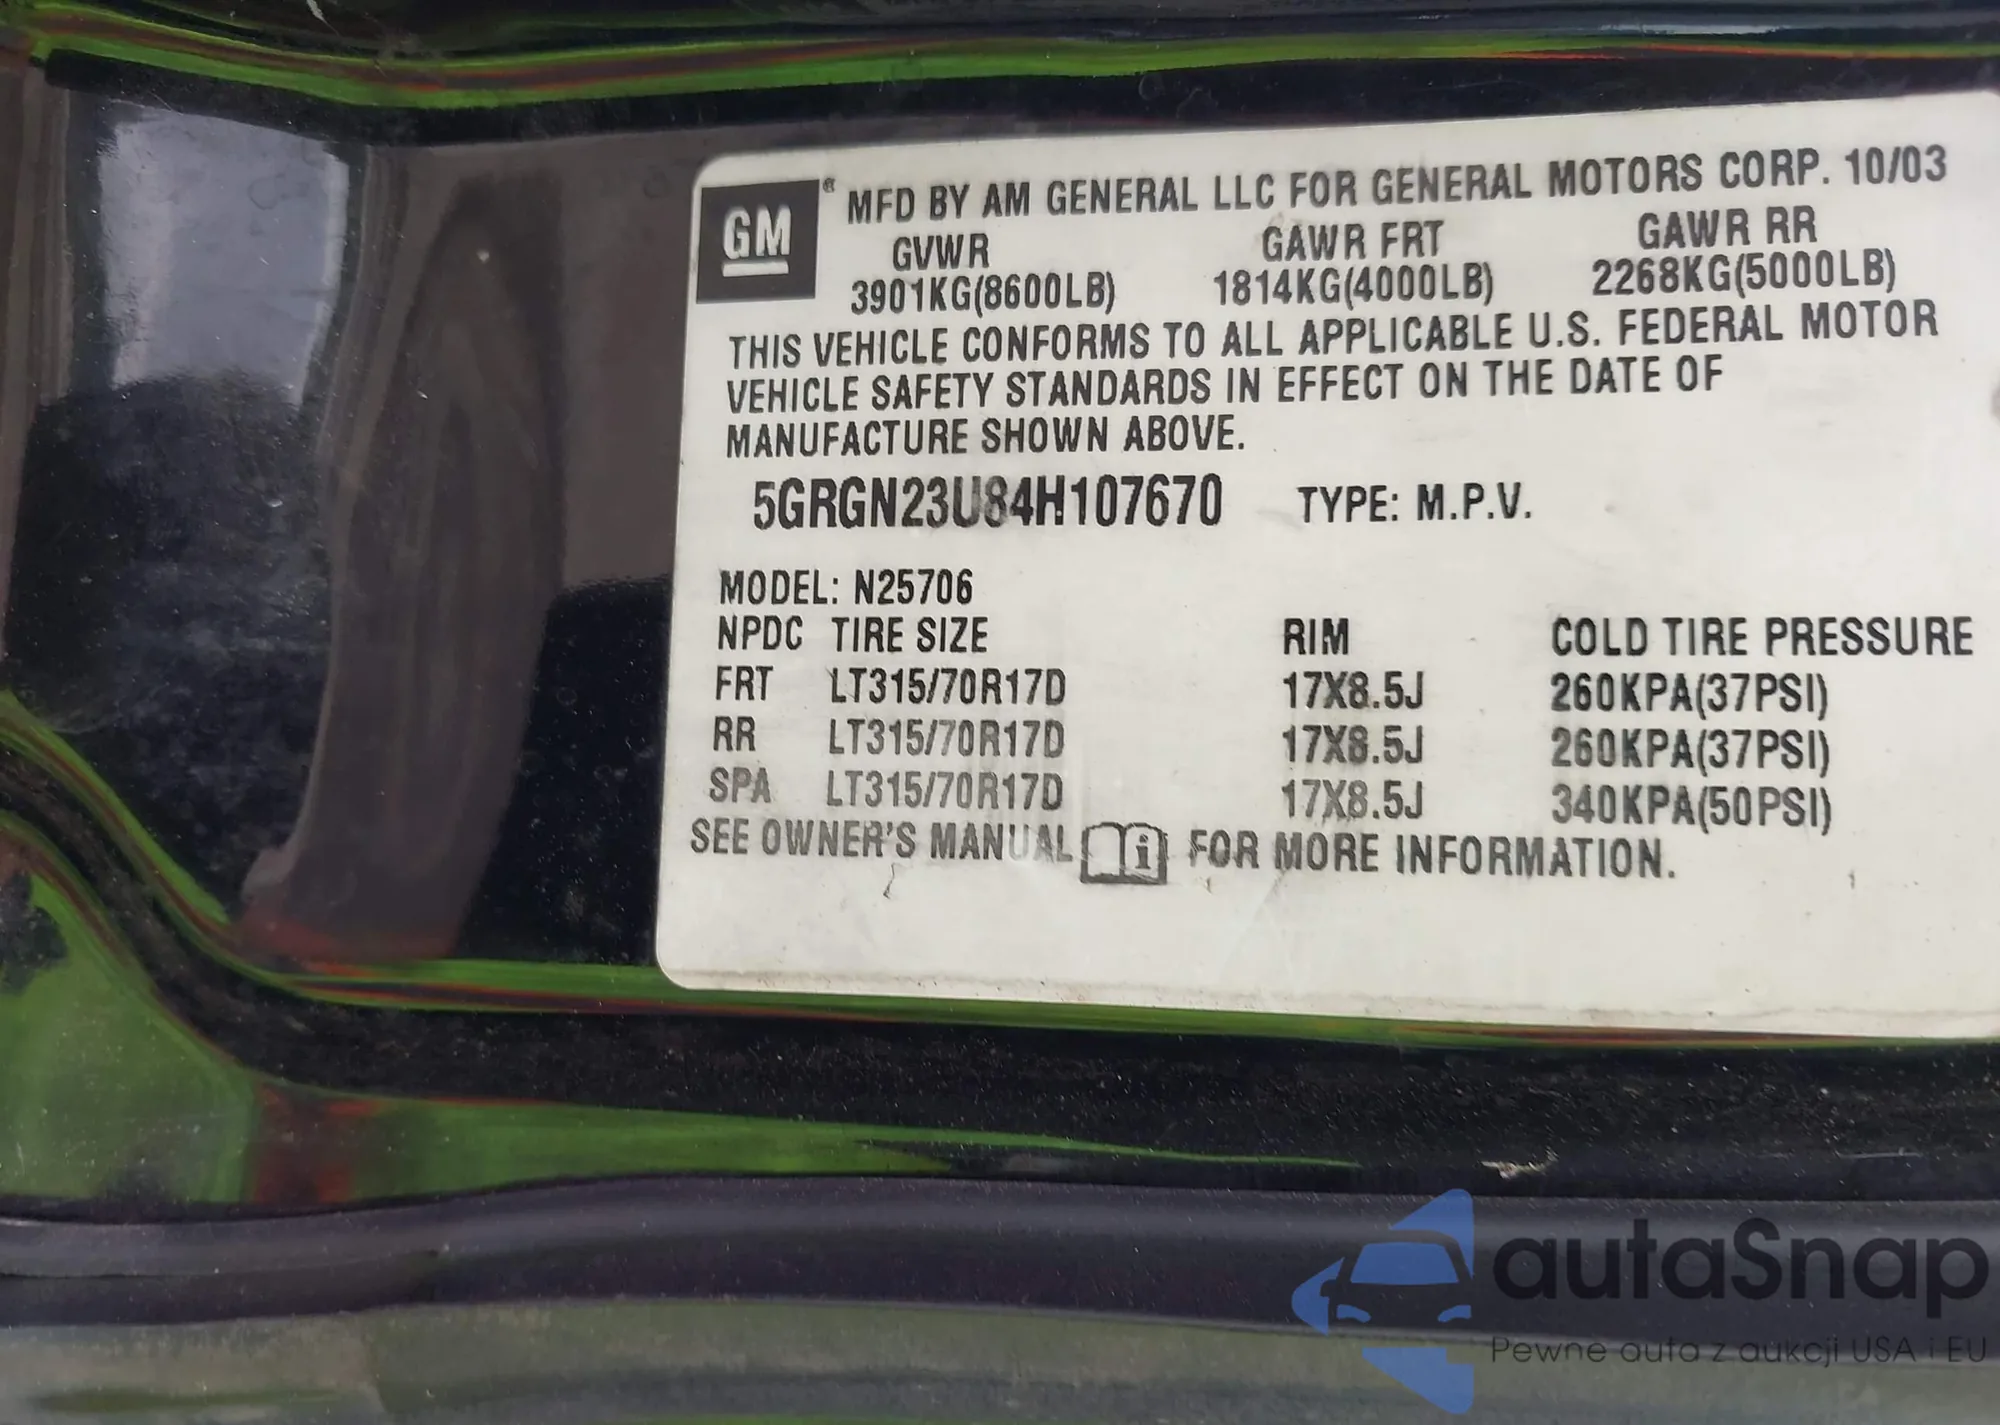 GM ® MFD BY AM GENERAL LLC FOR GENERAL MOTORS CORP. 10/03
GVWR GAWR FRT GAWR RR
3901KG(8600LB) 1814KG(4000LB) 2268KG(5000LB)
THIS VEHICLE CONFORMS TO ALL APPLICABLE U.S. FEDERAL MOTOR
VEHICLE SAFETY STANDARDS IN EFFECT ON THE DATE OF
MANUFACTURE SHOWN ABOVE.
5GRGN23U84H107670 TYPE: M.P.V.
MODEL: N25706
NPDC TIRE SIZE RIM COLD TIRE PRESSURE
FRT LT315/70R17D 17X8.5J 260KPA(37PSI)
RR LT315/70R17D 17X8.5J 260KPA(37PSI)
SPA LT315/70R17D 17X8.5J 340KPA(50PSI)
SEE OWNER'S MANUAL i FOR MORE INFORMATION.
autaSnap
Pewne auta z aukcji USA i EU